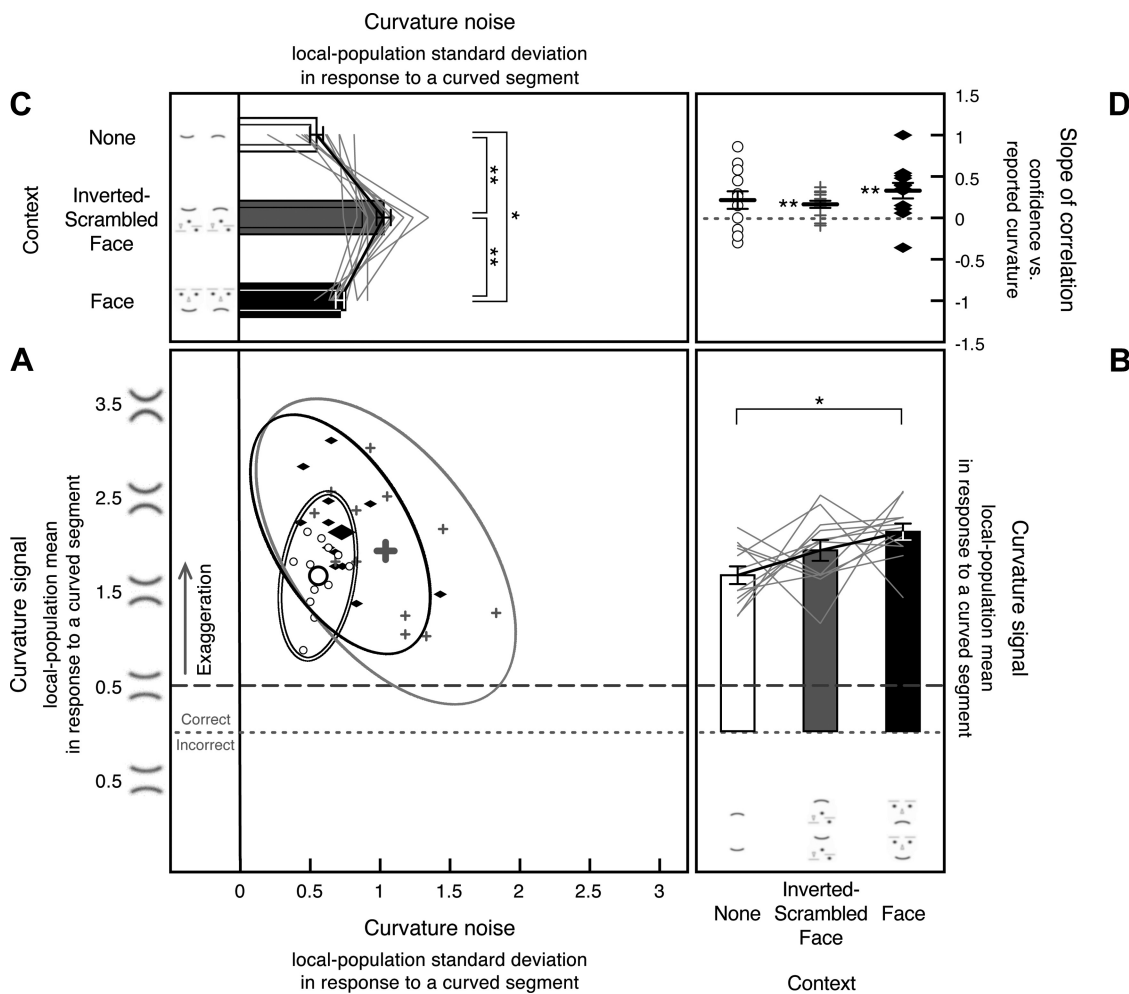 Curvature noise
local-population standard deviation
in response to a curved segment
C
D
Context
None
Inverted-
Scrambled
Face
Face
**
**
*
**
**
1.5
1
0.5
0
-0.5
-1
-1.5
Slope of correlation
confidence vs.
reported curvature
A
B
Curvature signal
local-population mean
in response to a curved segment
3.5
2.5
1.5
0.5
0.5
Exaggeration
Correct
Incorrect
*
Curvature signal
local-population mean
in response to a curved segment
0
0.5
1
1.5
2
2.5
3
Curvature noise
local-population standard deviation
in response to a curved segment
None
Inverted-
Scrambled
Face
Face
Context